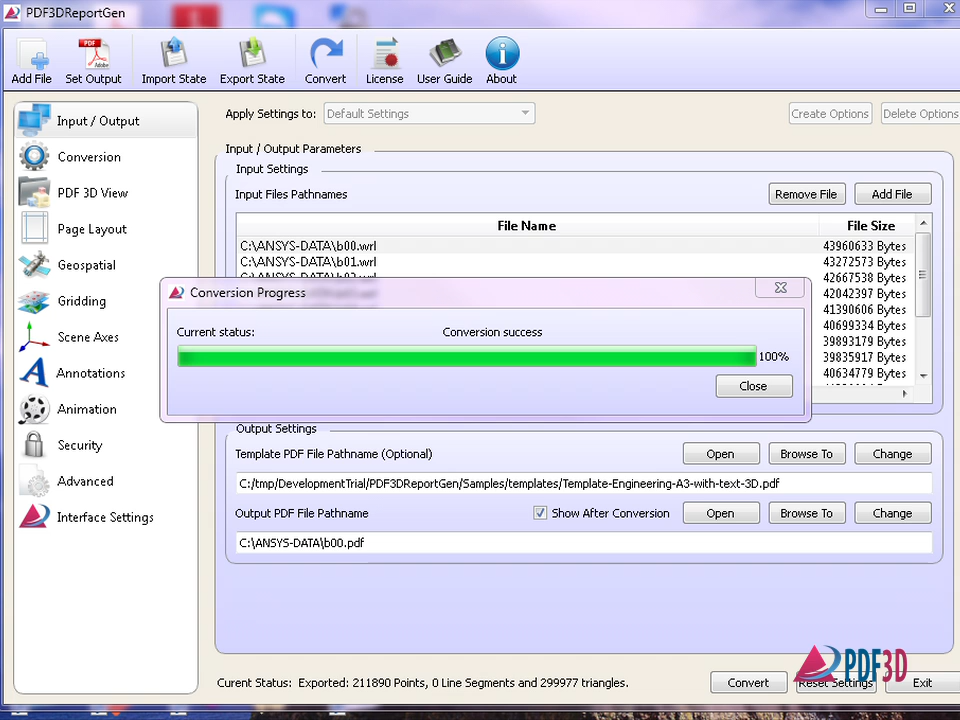 PDF3DReportGen
Add File Set Output Import State Export State Convert License User Guide About
Input / Output
Conversion
PDF 3D View
Page Layout
Geospatial
Gridding
Scene Axes
Annotations
Animation
Security
Advanced
Interface Settings
Apply Settings to: Default Settings Create Options Delete Options
Input / Output Parameters
Input Settings
Input Files Pathnames Remove File Add File
File Name File Size
C:\ANSYS-DATA\b00.wrl 43960633 Bytes
C:\ANSYS-DATA\b01.wrl 43272573 Bytes
42667538 Bytes
42042397 Bytes
41390606 Bytes
40699334 Bytes
39893179 Bytes
39835917 Bytes
40634779 Bytes
Conversion Progress
Current status: Conversion success
100%
Close
Output Settings
Template PDF File Pathname (Optional) Open Browse To Change
C:/tmp/DevelopmentTrial/PDF3DReportGen/Samples/templates/Template-Engineering-A3-with-text-3D.pdf
Output PDF File Pathname Show After Conversion Open Browse To Change
C:\ANSYS-DATA\b00.pdf
PDF3D
Curent Status: Exported: 211890 Points, 0 Line Segments and 299977 triangles. Convert Reset Settings Exit